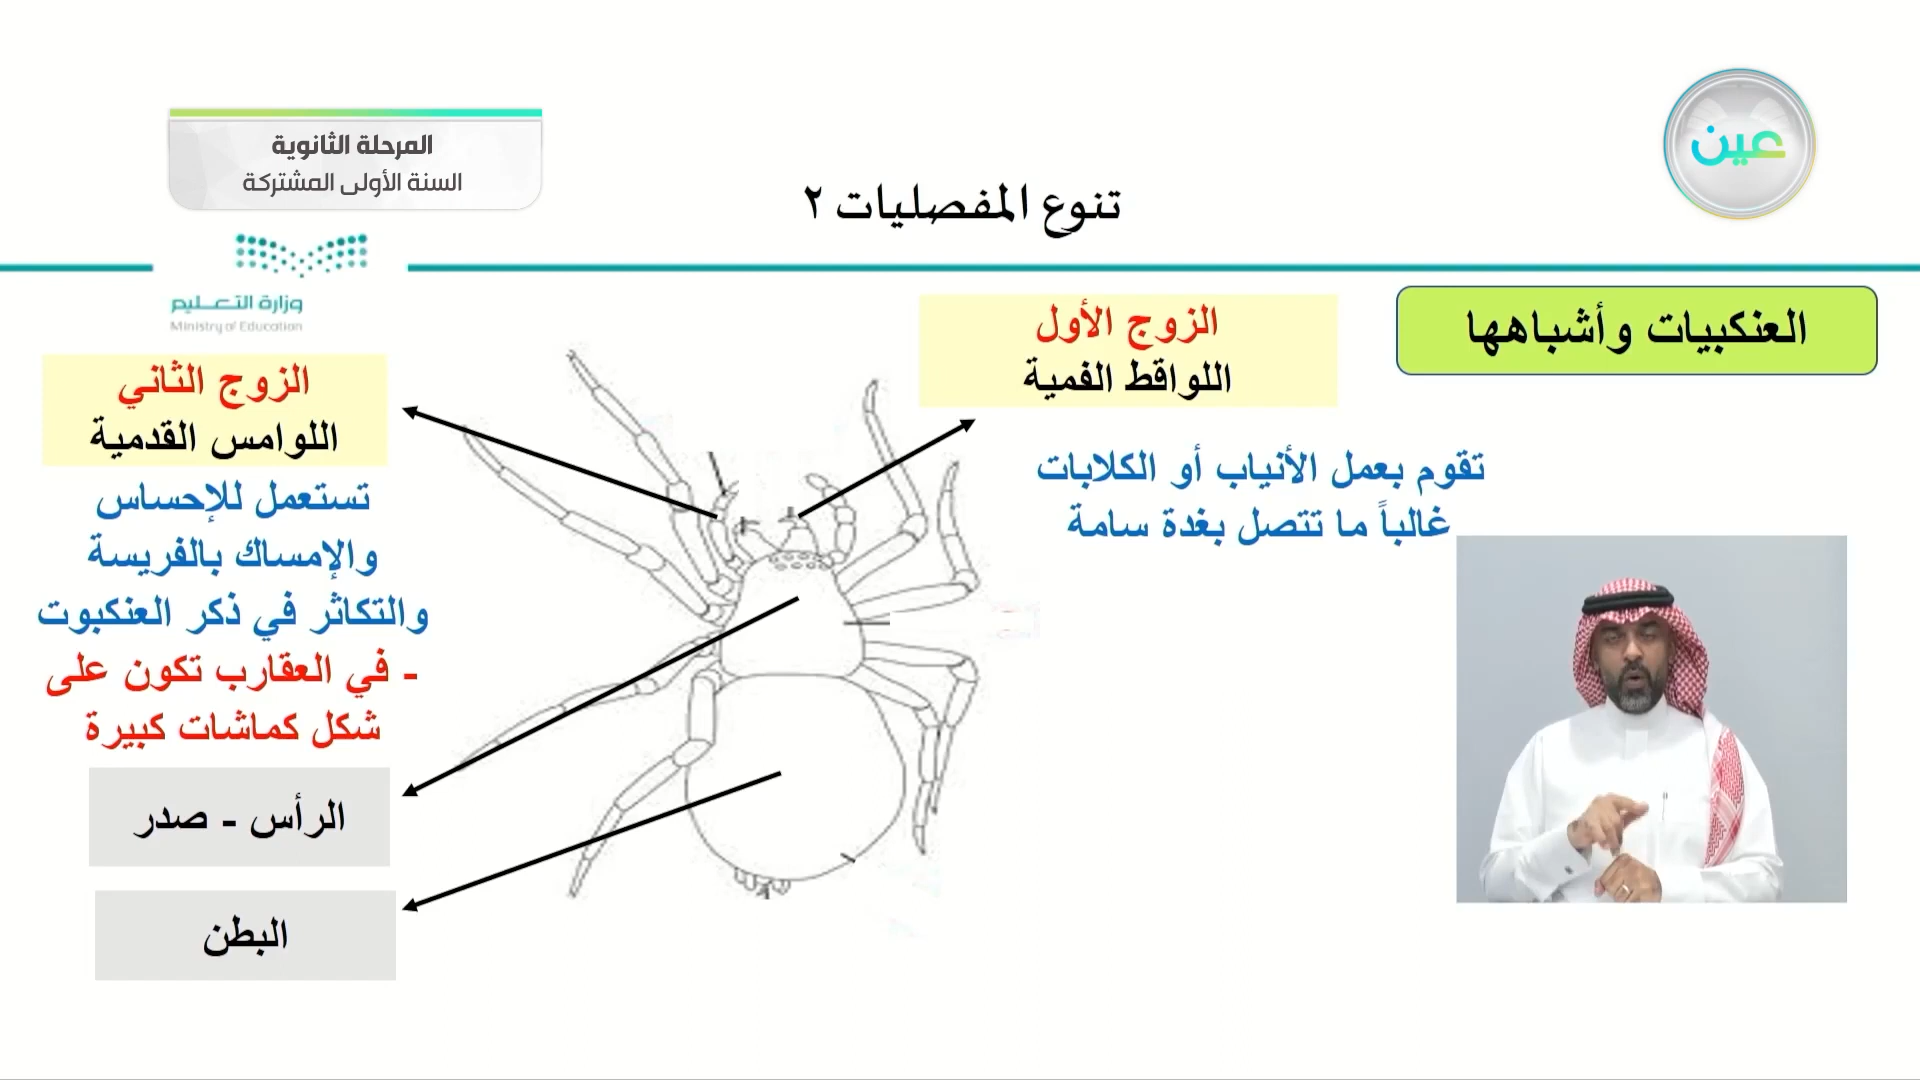 عين
المرحلة الثانوية
السنة الأولى المشتركة
تنوع المفصليات ٢
وزارة التعليم
Ministry of Education
العنكبيات وأشباهها
الزوج الأول
اللواقط الفمية
تقوم بعمل الأنياب أو الكلابات
غالباً ما تتصل بغدة سامة
الزوج الثاني
اللوامس القدمية
تستعمل للإحساس
والإمساك بالفريسة
والتكاثر في ذكر العنكبوت
- في العقارب تكون على
شكل كماشات كبيرة
الرأس - صدر
البطن